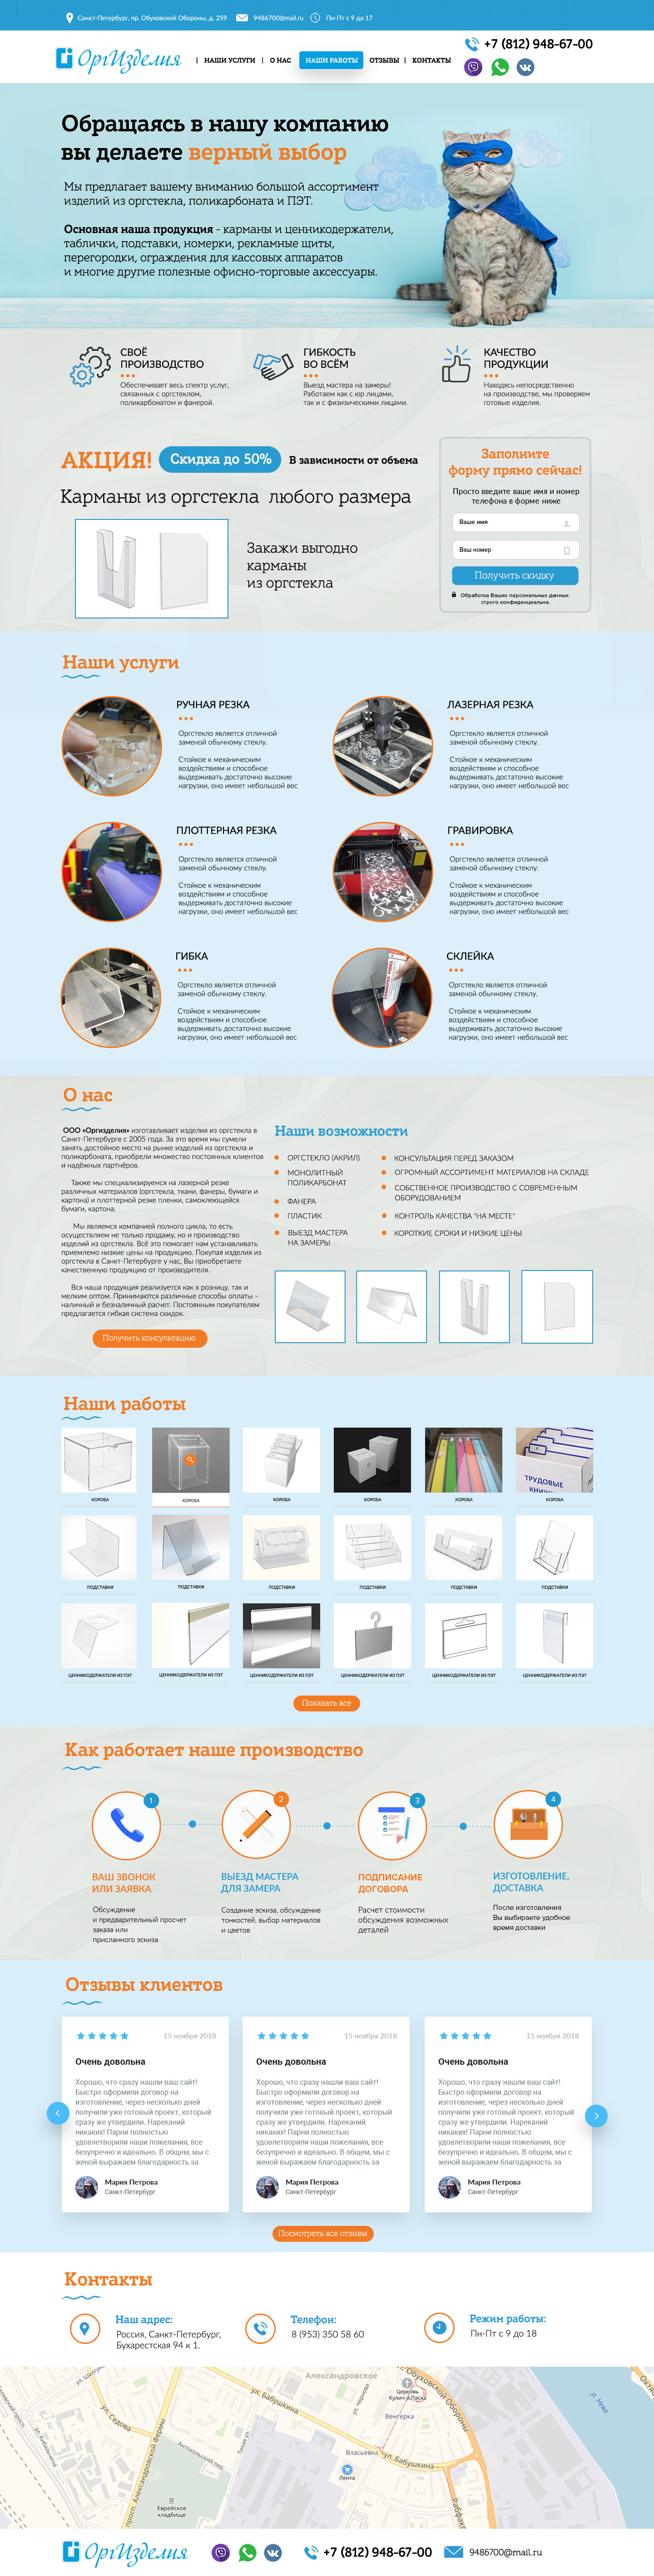 Санкт-Петербург, пр. Обуховской Обороны, д. 259
9486700@mail.ru
Пн-Пт с 9 до 17
ОргИзделия
НАШИ УСЛУГИ
О НАС
НАШИ РАБОТЫ
ОТЗЫВЫ
КОНТАКТЫ
+7 (812) 948-67-00
Обращаясь в нашу компанию
вы делаете верный выбор
Мы предлагает вашему вниманию большой ассортимент
изделий из оргстекла, поликарбоната и ПЭТ.
Основная наша продукция - карманы и ценникодержатели,
таблички, подставки, номерки, рекламные щиты,
перегородки, ограждения для кассовых аппаратов
и многие другие полезные офисно-торговые аксессуары.
СВОЁ
ПРОИЗВОДСТВО
Обеспечивает весь спектр услуг,
связанных с оргстеклом,
поликарбонатом и фанерой.
ГИБКОСТЬ
ВО ВСЁМ
Выезд мастера на замеры!
Работаем как с юр лицами,
так и с физическими лицами.
КАЧЕСТВО
ПРОДУКЦИИ
Находясь непосредственно
на производстве, мы проверяем
готовые изделия.
АКЦИЯ!
Скидка до 50%
В зависимости от объема
Карманы из оргстекла любого размера
Закажи выгодно
карманы
из оргстекла
Заполните
форму прямо сейчас!
Просто введите ваше имя и номер
телефона в форме ниже
Ваше имя
Ваш номер
Получить скидку
Обработка Ваших персональных данных
строго конфиденциальна.
Наши услуги
РУЧНАЯ РЕЗКА
Оргстекло является отличной
заменой обычному стеклу.
Стойкое к механическим
воздействиям и способное
выдерживать достаточно высокие
нагрузки, оно имеет небольшой вес
ЛАЗЕРНАЯ РЕЗКА
Оргстекло является отличной
заменой обычному стеклу.
Стойкое к механическим
воздействиям и способное
выдерживать достаточно высокие
нагрузки, оно имеет небольшой вес
ПЛОТТЕРНАЯ РЕЗКА
Оргстекло является отличной
заменой обычному стеклу.
Стойкое к механическим
воздействиям и способное
выдерживать достаточно высокие
нагрузки, оно имеет небольшой вес
ГРАВИРОВКА
Оргстекло является отличной
заменой обычному стеклу.
Стойкое к механическим
воздействиям и способное
выдерживать достаточно высокие
нагрузки, оно имеет небольшой вес
ГИБКА
Оргстекло является отличной
заменой обычному стеклу.
Стойкое к механическим
воздействиям и способное
выдерживать достаточно высокие
нагрузки, оно имеет небольшой вес
СКЛЕЙКА
Оргстекло является отличной
заменой обычному стеклу.
Стойкое к механическим
воздействиям и способное
выдерживать достаточно высокие
нагрузки, оно имеет небольшой вес
О нас
ООО «Оргизделия» изготавливает изделия из оргстекла в
Санкт-Петербурге с 2005 года. За это время мы сумели
занять достойное место на рынке изделий из оргстекла и
поликарбоната, приобрели множество постоянных клиентов
и надёжных партнёров.
Также мы специализируемся на лазерной резке
различных материалов (оргстекла, ткани, фанеры, бумаги и
картона) и плоттерной резке пленки, самоклеющейся
бумаги, картона.
Мы являемся компанией полного цикла, то есть
осуществляем не только продажу, но и производство
изделий из оргстекла. Всё это помогает нам устанавливать
приемлемо низкие цены на продукцию. Покупая изделия из
оргстекла в Санкт-Петербурге у нас, Вы приобретаете
качественную продукцию от производителя.
Вся наша продукция реализуется как в розницу, так и
мелким оптом. Принимаются различные способы оплаты –
наличный и безналичный расчет. Постоянным покупателям
предлагается гибкая система скидок.
Получить консультацию
Наши возможности
ОРГСТЕКЛО (АКРИЛ)
МОНОЛИТНЫЙ
ПОЛИКАРБОНАТ
ФАНЕРА
ПЛАСТИК
ВЫЕЗД МАСТЕРА
НА ЗАМЕРЫ
КОНСУЛЬТАЦИЯ ПЕРЕД ЗАКАЗОМ
ОГРОМНЫЙ АССОРТИМЕНТ МАТЕРИАЛОВ НА СКЛАДЕ
СОБСТВЕННОЕ ПРОИЗВОДСТВО С СОВРЕМЕННЫМ
ОБОРУДОВАНИЕМ
КОНТРОЛЬ КАЧЕСТВА "НА МЕСТЕ"
КОРОТКИЕ СРОКИ И НИЗКИЕ ЦЕНЫ
Наши работы
ТРУДОВЫЕ
КОРОБА
КОРОБА
КОРОБА
КОРОБА
КОРОБА
КОРОБА
ПОДСТАВКИ
ПОДСТАВКИ
ПОДСТАВКИ
ПОДСТАВКИ
ПОДСТАВКИ
ПОДСТАВКИ
ЦЕННИКОДЕРЖАТЕЛИ ИЗ ПЭТ
ЦЕННИКОДЕРЖАТЕЛИ ИЗ ПЭТ
ЦЕННИКОДЕРЖАТЕЛИ ИЗ ПЭТ
ЦЕННИКОДЕРЖАТЕЛИ ИЗ ПЭТ
ЦЕННИКОДЕРЖАТЕЛИ ИЗ ПЭТ
ЦЕННИКОДЕРЖАТЕЛИ ИЗ ПЭТ
Показать все
Как работает наше производство
1
ВАШ ЗВОНОК
ИЛИ ЗАЯВКА
Обсуждение
и предварительный просчет
заказа или
присланного эскиза
2
ВЫЕЗД МАСТЕРА
ДЛЯ ЗАМЕРА
Создание эскиза, обсуждение
тонкостей, выбор материалов
и цветов
3
ПОДПИСАНИЕ
ДОГОВОРА
Расчет стоимости
обсуждения возможных
деталей
4
ИЗГОТОВЛЕНИЕ,
ДОСТАВКА
После изготовления
Вы выбираете удобное
время доставки
Отзывы клиентов
15 ноября 2018
Очень довольна
Хорошо, что сразу нашли ваш сайт!
Быстро оформили договор на
изготовление, через несколько дней
получили уже готовый проект, который
сразу же утвердили. Нареканий
никаких! Парни полностью
удовлетворили наши пожелания, все
безупречно и идеально. В общем, мы с
женой выражаем благодарность за
Мария Петрова
Санкт-Петербург
15 ноября 2018
Очень довольна
Хорошо, что сразу нашли ваш сайт!
Быстро оформили договор на
изготовление, через несколько дней
получили уже готовый проект, который
сразу же утвердили. Нареканий
никаких! Парни полностью
удовлетворили наши пожелания, все
безупречно и идеально. В общем, мы с
женой выражаем благодарность за
Мария Петрова
Санкт-Петербург
15 ноября 2018
Очень довольна
Хорошо, что сразу нашли ваш сайт!
Быстро оформили договор на
изготовление, через несколько дней
получили уже готовый проект, который
сразу же утвердили. Нареканий
никаких! Парни полностью
удовлетворили наши пожелания, все
безупречно и идеально. В общем, мы с
женой выражаем благодарность за
Мария Петрова
Санкт-Петербург
Посмотреть все отзывы
Контакты
Наш адрес:
Россия, Санкт-Петербург,
Бухарестская 94 к 1.
Телефон:
8 (953) 350 58 60
Режим работы:
Пн-Пт с 9 до 18
Александровское
Церковь
Кулич и Пасха
ул. Обуховской Обороны
р. Нева
ул. Бабушкина
ул. Седова
ул. Чернова
Венгерка
Власьевка
ул. Бабушкина
Лента
просп. Александровской Фермы
Еврейское
кладбище
ОргИзделия
+7 (812) 948-67-00
9486700@mail.ru